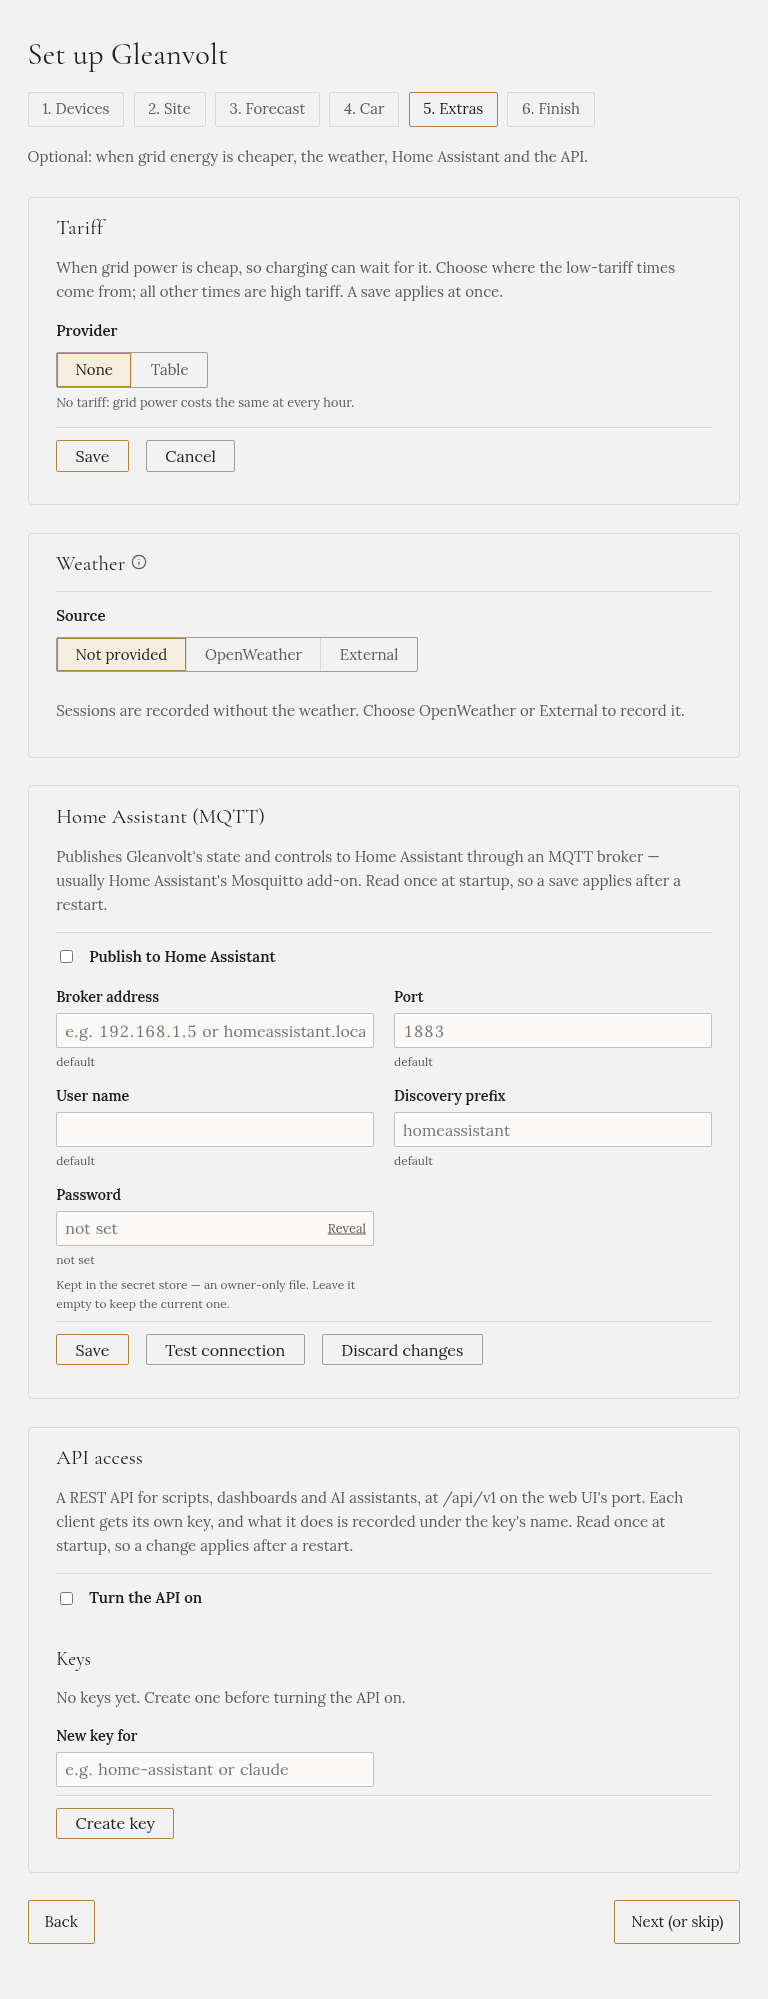 Set up Gleanvolt
1. Devices
2. Site
3. Forecast
4. Car
5. Extras
6. Finish
Optional: when grid energy is cheaper, the weather, Home Assistant and the API.
Tariff
When grid power is cheap, so charging can wait for it. Choose where the low-tariff times
come from; all other times are high tariff. A save applies at once.
Provider
None
Table
No tariff: grid power costs the same at every hour.
Save
Cancel
Weather
Source
Not provided
OpenWeather
External
Sessions are recorded without the weather. Choose OpenWeather or External to record it.
Home Assistant (MQTT)
Publishes Gleanvolt's state and controls to Home Assistant through an MQTT broker —
usually Home Assistant's Mosquitto add-on. Read once at startup, so a save applies after a
restart.
Publish to Home Assistant
Broker address
Port
e.g. 192.168.1.5 or homeassistant.loca
1883
default
default
User name
Discovery prefix
homeassistant
default
default
Password
not set
Reveal
not set
Kept in the secret store — an owner-only file. Leave it
empty to keep the current one.
Save
Test connection
Discard changes
API access
A REST API for scripts, dashboards and AI assistants, at /api/v1 on the web UI's port. Each
client gets its own key, and what it does is recorded under the key's name. Read once at
startup, so a change applies after a restart.
Turn the API on
Keys
No keys yet. Create one before turning the API on.
New key for
e.g. home-assistant or claude
Create key
Back
Next (or skip)